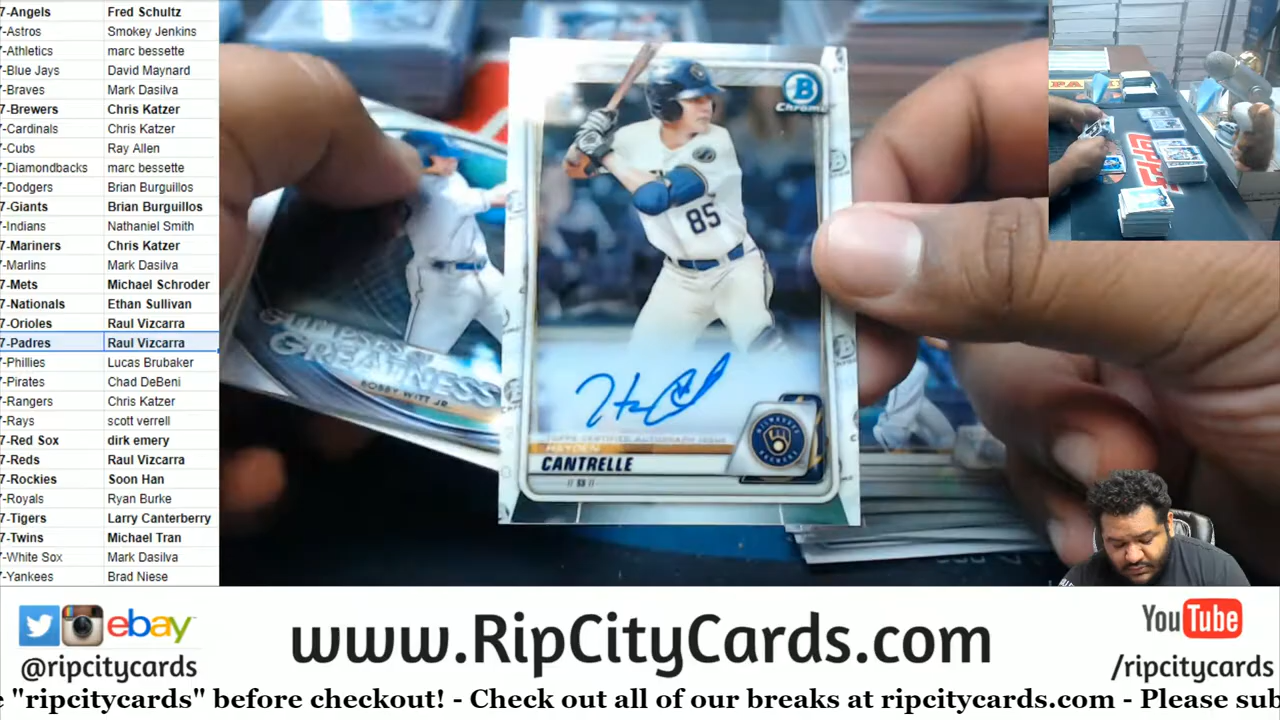 7-Angels Fred Schultz
7-Astros Smokey Jenkins
7-Athletics marc bessette
7-Blue Jays David Maynard
7-Braves Mark Dasilva
7-Brewers Chris Katzer
7-Cardinals Chris Katzer
7-Cubs Ray Allen
7-Diamondbacks marc bessette
7-Dodgers Brian Burguillos
7-Giants Brian Burguillos
7-Indians Nathaniel Smith
7-Mariners Chris Katzer
7-Marlins Mark Dasilva
7-Mets Michael Schroder
7-Nationals Ethan Sullivan
7-Orioles Raul Vizcarra
7-Padres Raul Vizcarra
7-Phillies Lucas Brubaker
7-Pirates Chad DeBeni
7-Rangers Chris Katzer
7-Rays scott verrell
7-Red Sox dirk emery
7-Reds Raul Vizcarra
7-Rockies Soon Han
7-Royals Ryan Burke
7-Tigers Larry Canterberry
7-Twins Michael Tran
7-White Sox Mark Dasilva
7-Yankees Brad Niese
B
Chrome
85
TOPPS CERTIFIED AUTOGRAPH ISSUE
HAYDEN
CANTRELLE
GREATNESS
BOBBY WITT JR.
ebay
@ripcitycards
www.RipCityCards.com
YouTube
/ripcitycards
"ripcitycards" before checkout! - Check out all of our breaks at ripcitycards.com - Please sub